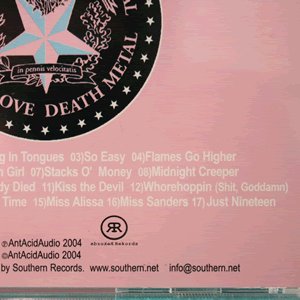 in pennis velocitatis
OVE DEATH METAL T
g in Tongues 03)So Easy 04)Flames Go Higher
n Girl 07)Stacks O' Money 08)Midnight Creeper
dy Died 11)Kiss the Devil 12)Whorehoppin (Shit, Goddamn)
Time 15)Miss Alissa 16)Miss Sanders 17)Just Nineteen
℗AntAcidAudio 2004
©AntAcidAudio 2004
by Southern Records. www.southern.net info@southern.net
RR